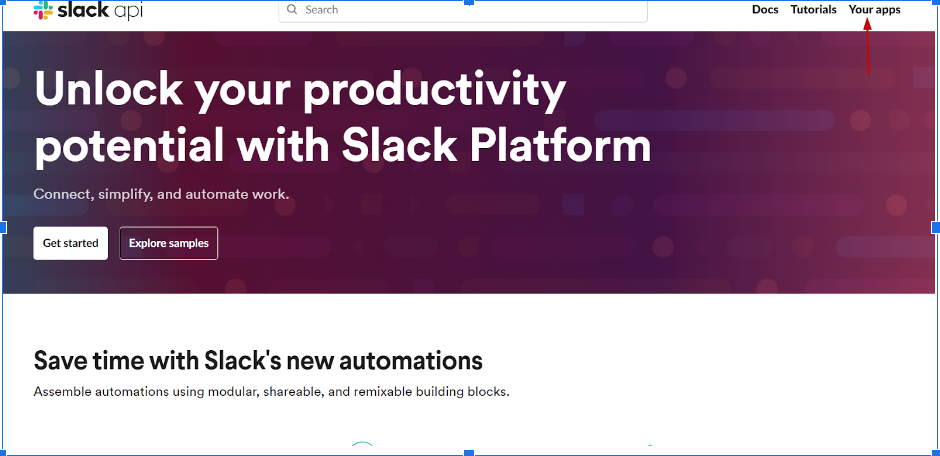 slack api
Search
Docs Tutorials Your apps
Unlock your productivity
potential with Slack Platform
Connect, simplify, and automate work.
Get started Explore samples
Save time with Slack's new automations
Assemble automations using modular, shareable, and remixable building blocks.